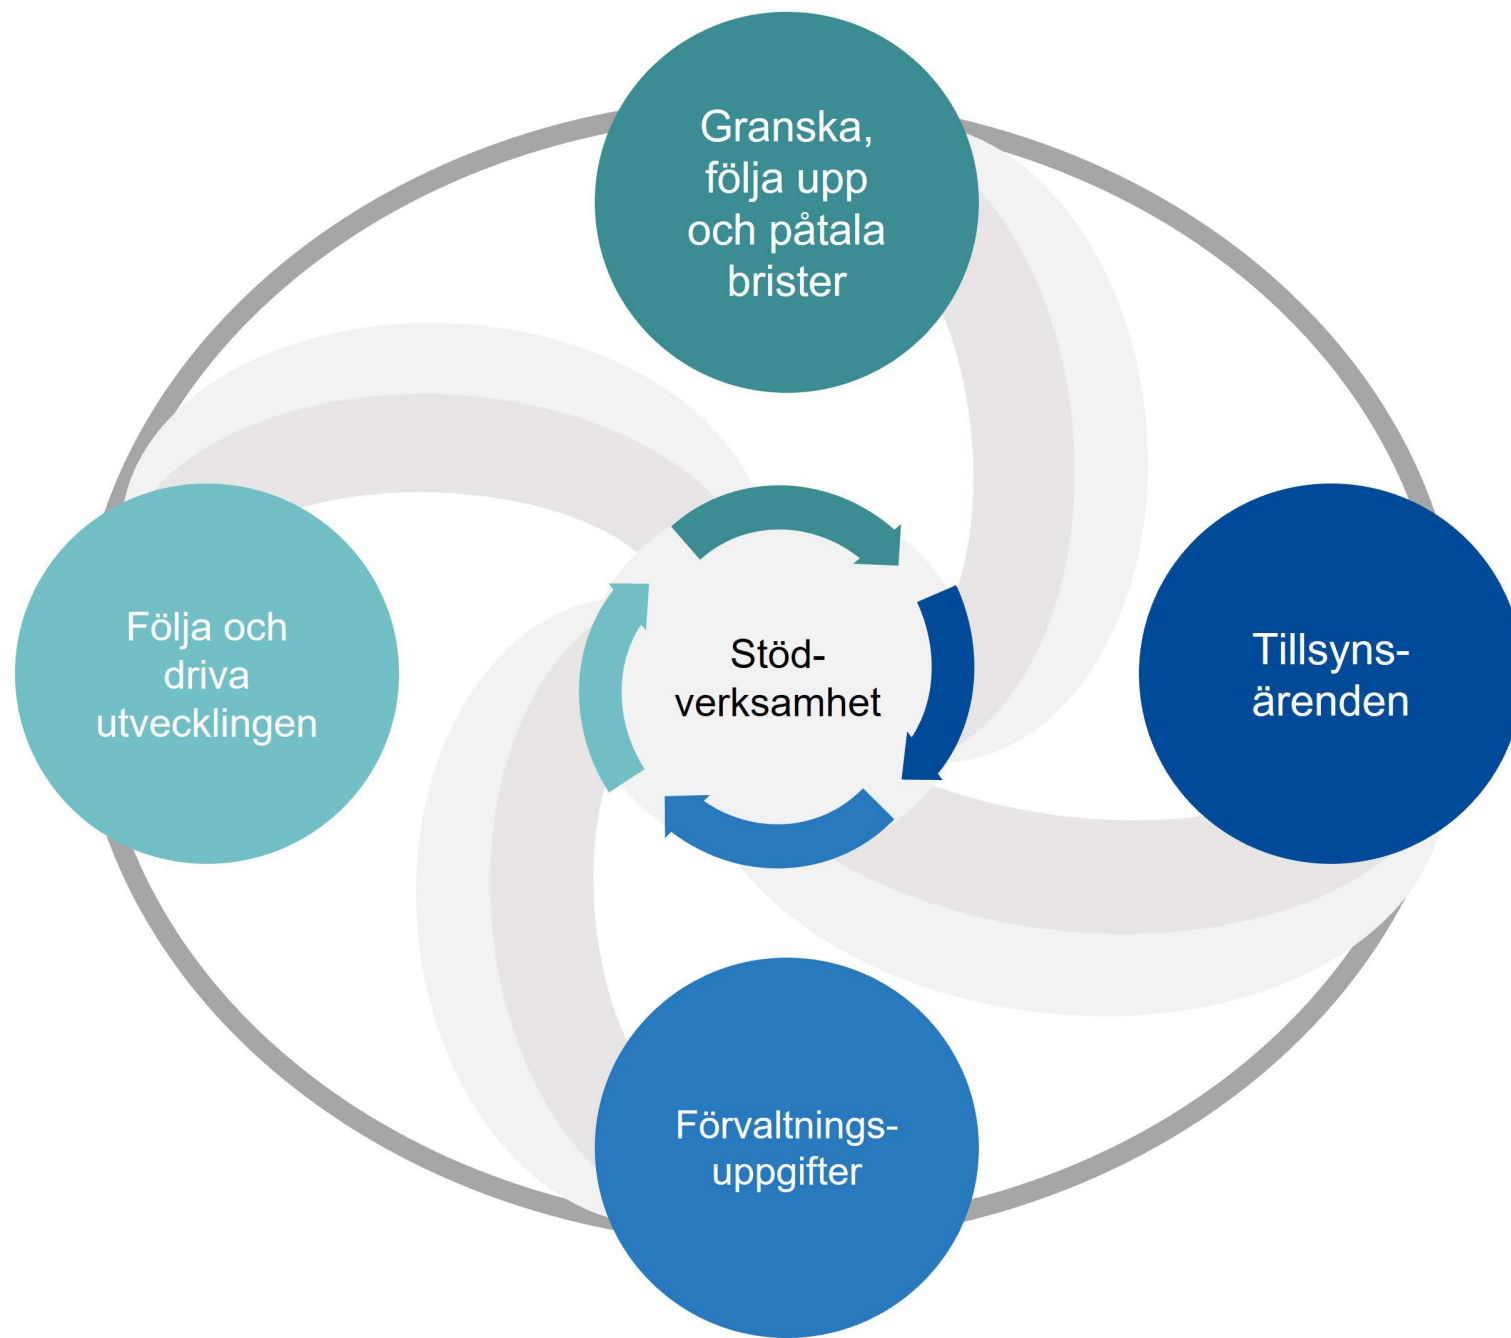 Granska,
följa upp
och påtala
brister
Följa och
driva
utvecklingen
Stöd-
verksamhet
Tillsyns-
ärenden
Förvaltnings-
uppgifter